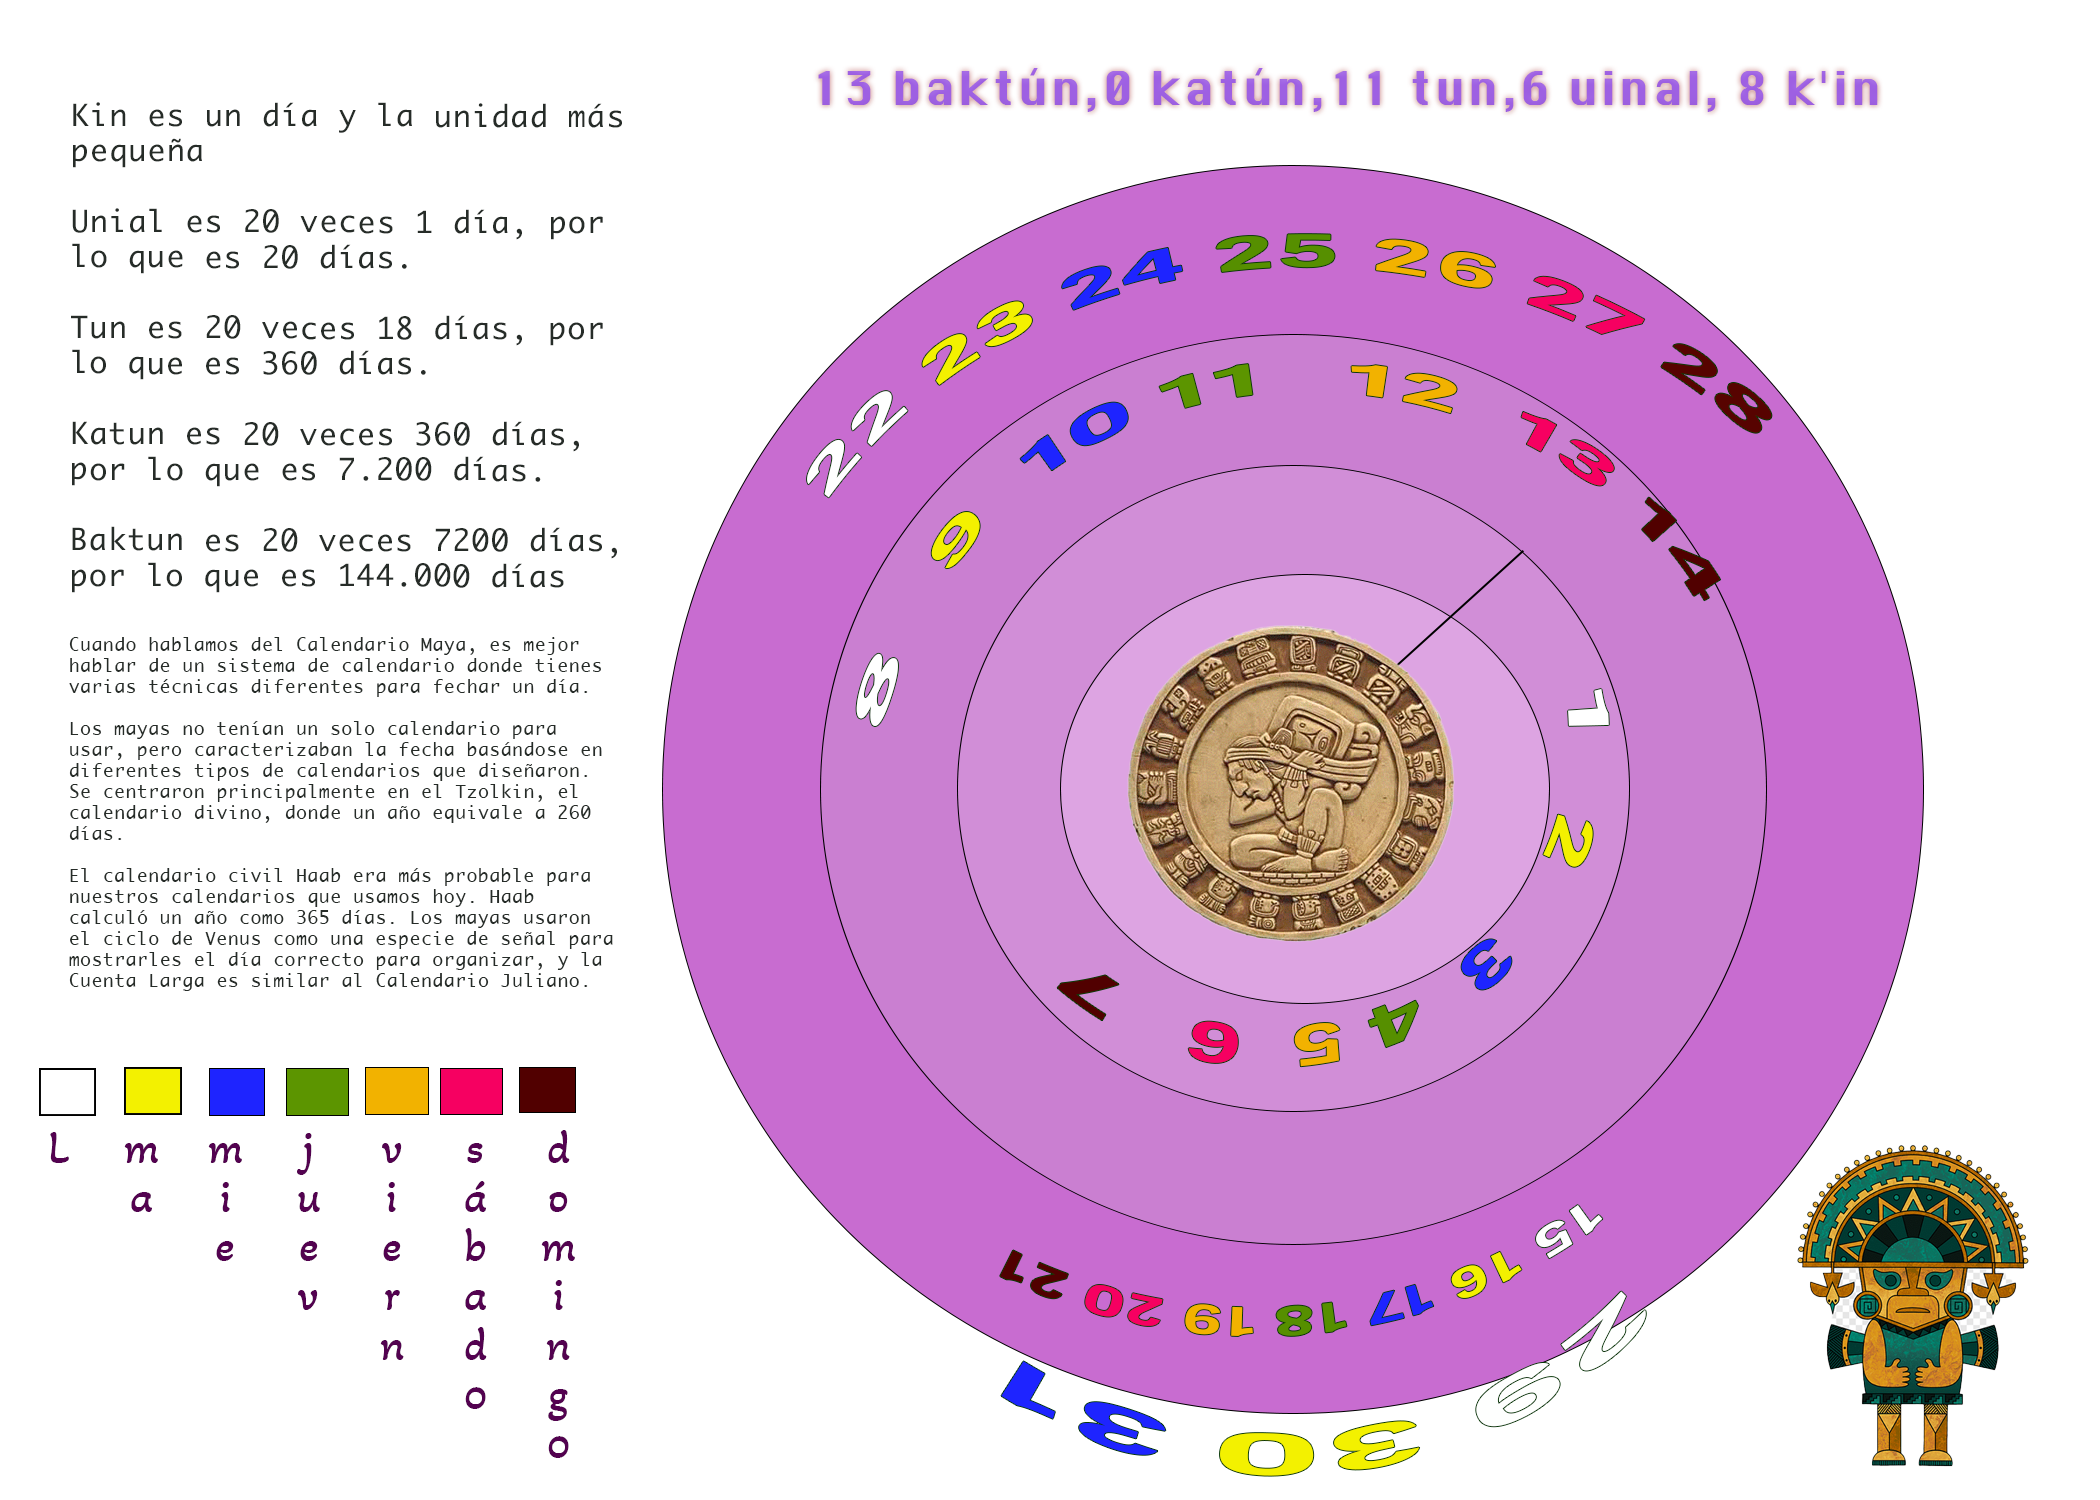 13 baktún,0 katún,11 tun,6 uinal, 8 k'in
Kin es un día y la unidad más
pequeña
Unial es 20 veces 1 día, por
lo que es 20 días.
Tun es 20 veces 18 días, por
lo que es 360 días.
Katun es 20 veces 360 días,
por lo que es 7.200 días.
Baktun es 20 veces 7200 días,
por lo que es 144.000 días
Cuando hablamos del Calendario Maya, es mejor
hablar de un sistema de calendario donde tienes
varias técnicas diferentes para fechar un día.
Los mayas no tenían un solo calendario para
usar, pero caracterizaban la fecha basándose en
diferentes tipos de calendarios que diseñaron.
Se centraron principalmente en el Tzolkin, el
calendario divino, donde un año equivale a 260
días.
El calendario civil Haab era más probable para
nuestros calendarios que usamos hoy. Haab
calculó un año como 365 días. Los mayas usaron
el ciclo de Venus como una especie de señal para
mostrarles el día correcto para organizar, y la
Cuenta Larga es similar al Calendario Juliano.
L
ma
mie
juev
viern
sábado
domingo
1
2
3
4
5
6
7
8
9
10
11
12
13
14
15
16
17
18
19
20
21
22
23
24
25
26
27
28
29
30
31